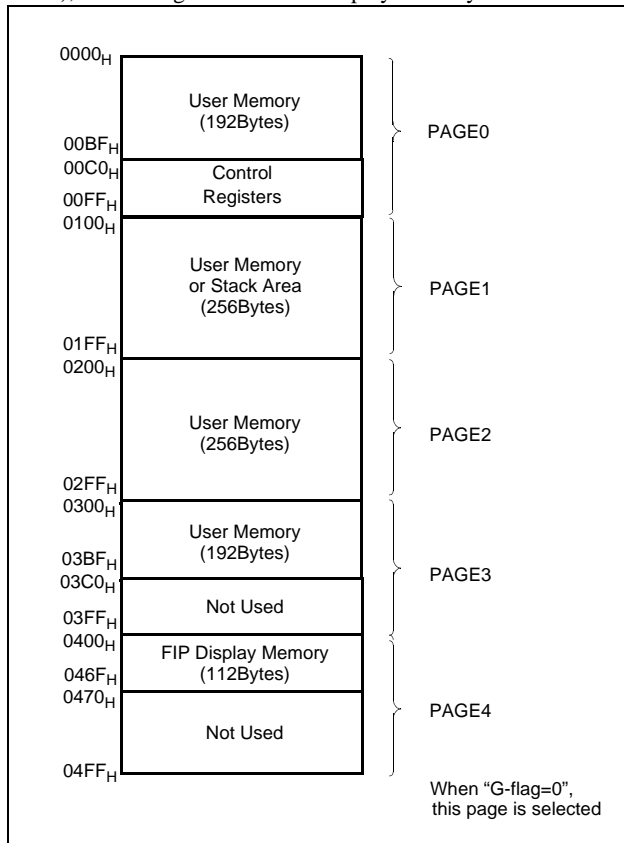 0000H
User Memory
(192Bytes)
PAGE0
00BFH
00C0H
Control
Registers
00FFH
0100H
User Memory
or Stack Area
(256Bytes)
PAGE1
01FFH
0200H
User Memory
(256Bytes)
PAGE2
02FFH
0300H
User Memory
(192Bytes)
03BFH
PAGE3
03C0H
Not Used
03FFH
0400H
FIP Display Memory
(112Bytes)
046FH
0470H
PAGE4
Not Used
04FFH
When “G-flag=0”,
this page is selected